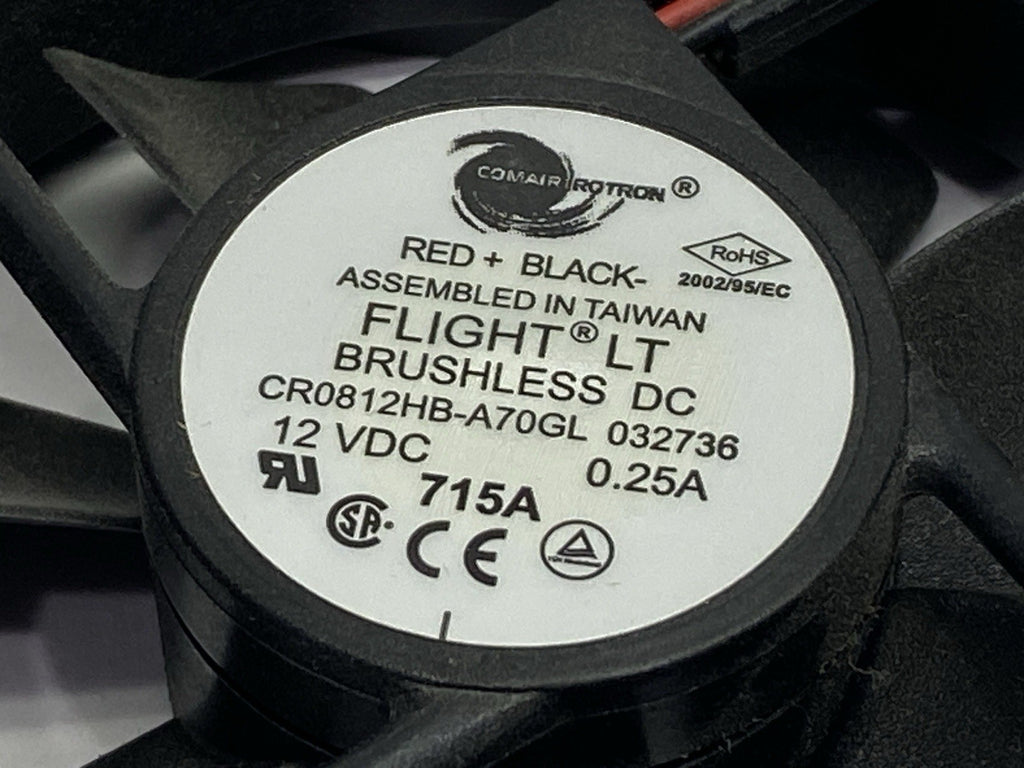 COMAIR ROTRON®
RED + BLACK-
RoHS
2002/95/EC
ASSEMBLED IN TAIWAN
FLIGHT® LT
BRUSHLESS DC
CR0812HB-A70GL 032736
12 VDC 0.25A
715A
CE